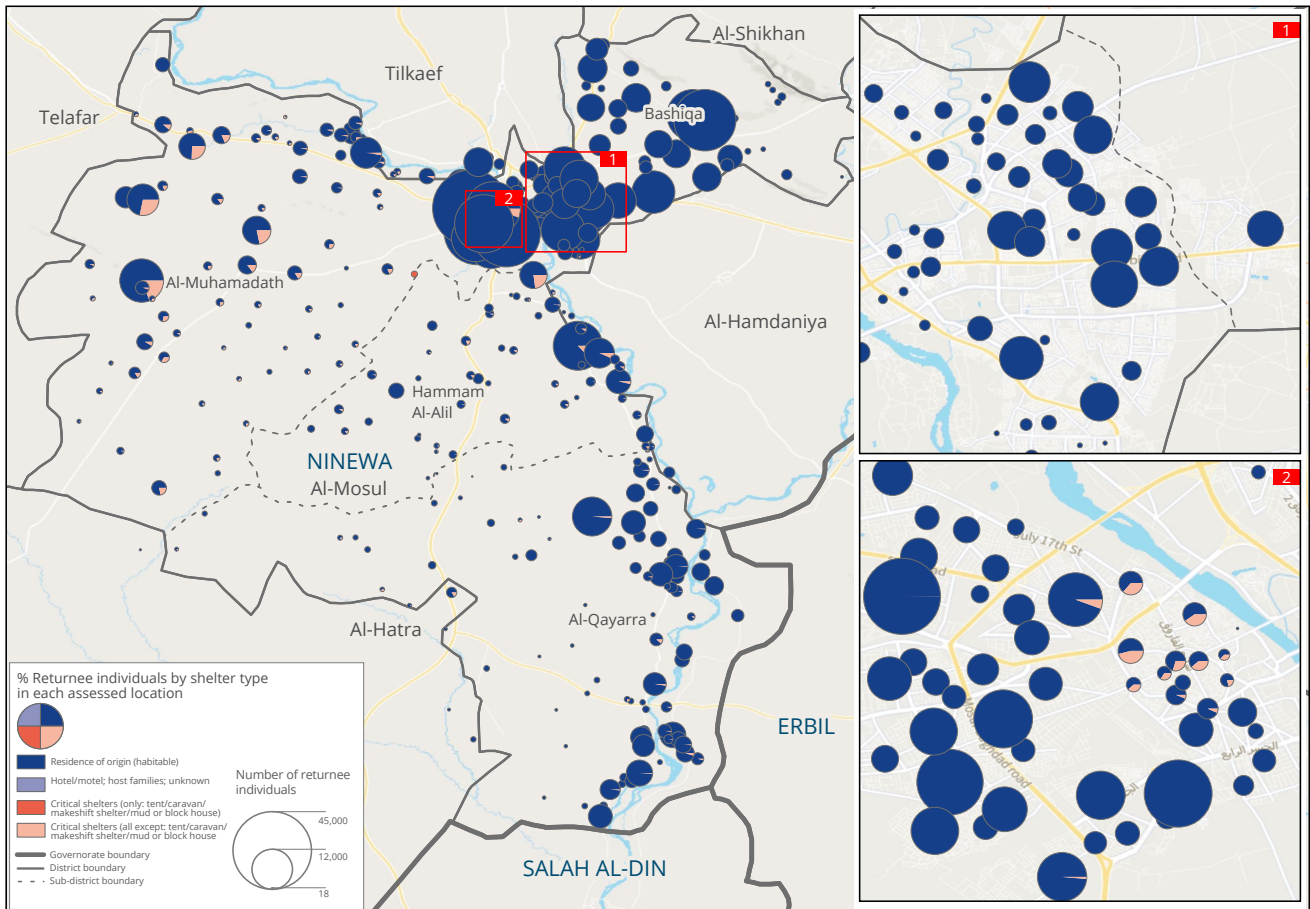 Al-Shikhan
Tilkaef
Telafar
Bashiqa
1
2
Al-Muhamadath
Al-Hamdaniya
Hammam
Al-Alil
NINEWA
Al-Mosul
Al-Hatra
Al-Qayarra
ERBIL
SALAH AL-DIN
% Returnee individuals by shelter type
in each assessed location
Residence of origin (habitable)
Hotel/motel; host families; unknown
Critical shelters (only: tent/caravan/
makeshift shelter/mud or block house)
Critical shelters (all except: tent/caravan/
makeshift shelter/mud or block house
Governorate boundary
District boundary
Sub-district boundary
Number of returnee
individuals
45,000
12,000
18
1
2
July 17th St
الجسر الرابع